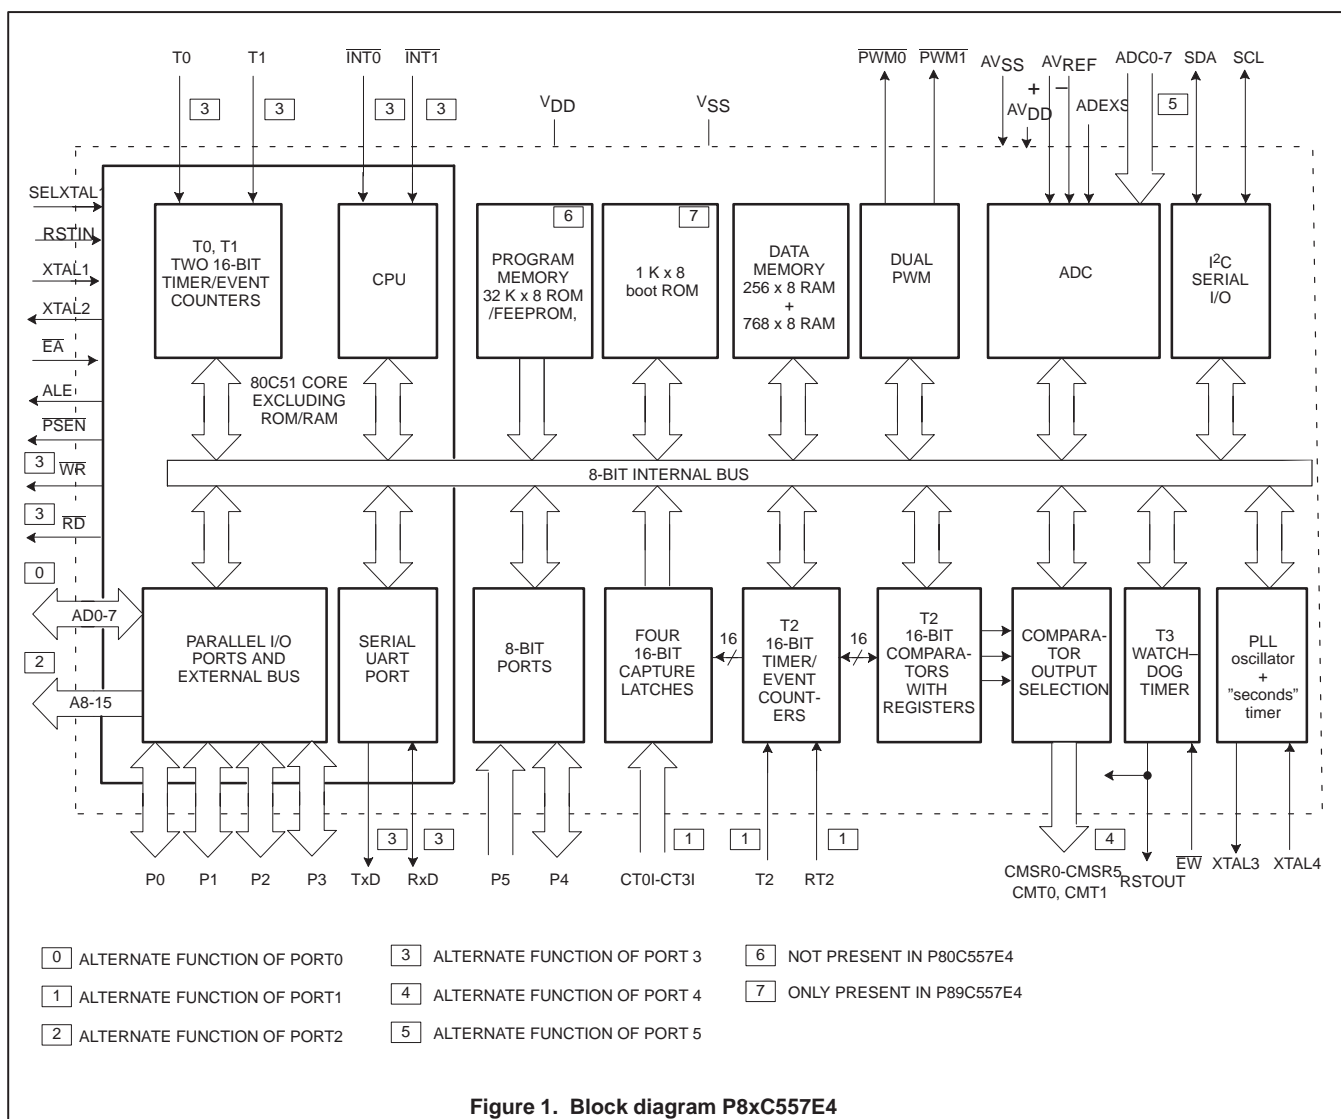 T0 T1 INT0 INT1 PWM0 PWM1 AVSS AVREF ADC0-7 SDA SCL
+ −
3 3 3 3 VDD VSS AVDD ADEXS 5
SELXTAL1
RSTIN
XTAL1
XTAL2
EA
ALE
PSEN
3 WR
3 RD
0
AD0-7
2
A8-15
T0, T1
TWO 16-BIT
TIMER/EVENT
COUNTERS
CPU
80C51 CORE
EXCLUDING
ROM/RAM
6
PROGRAM
MEMORY
32 K x 8 ROM
/FEEPROM,
7
1 K x 8
boot ROM
DATA
MEMORY
256 x 8 RAM
+
768 x 8 RAM
DUAL
PWM
ADC
I2C
SERIAL
I/O
8-BIT INTERNAL BUS
PARALLEL I/O
PORTS AND
EXTERNAL BUS
SERIAL
UART
PORT
8-BIT
PORTS
FOUR
16-BIT
CAPTURE
LATCHES
16
T2
16-BIT
TIMER/
EVENT
COUNT-
ERS
16
T2
16-BIT
COMPARA-
TORS
WITH
REGISTERS
COMPARA-
TOR
OUTPUT
SELECTION
T3
WATCH–
DOG
TIMER
PLL
oscillator
+
”seconds”
timer
3 3 1 1 1 4
P0 P1 P2 P3 TxD RxD P5 P4 CT0I-CT3I T2 RT2 CMSR0-CMSR5 RSTOUT EW XTAL3 XTAL4
CMT0, CMT1
0 ALTERNATE FUNCTION OF PORT0
1 ALTERNATE FUNCTION OF PORT1
2 ALTERNATE FUNCTION OF PORT2
3 ALTERNATE FUNCTION OF PORT 3
4 ALTERNATE FUNCTION OF PORT 4
5 ALTERNATE FUNCTION OF PORT 5
6 NOT PRESENT IN P80C557E4
7 ONLY PRESENT IN P89C557E4
Figure 1. Block diagram P8xC557E4